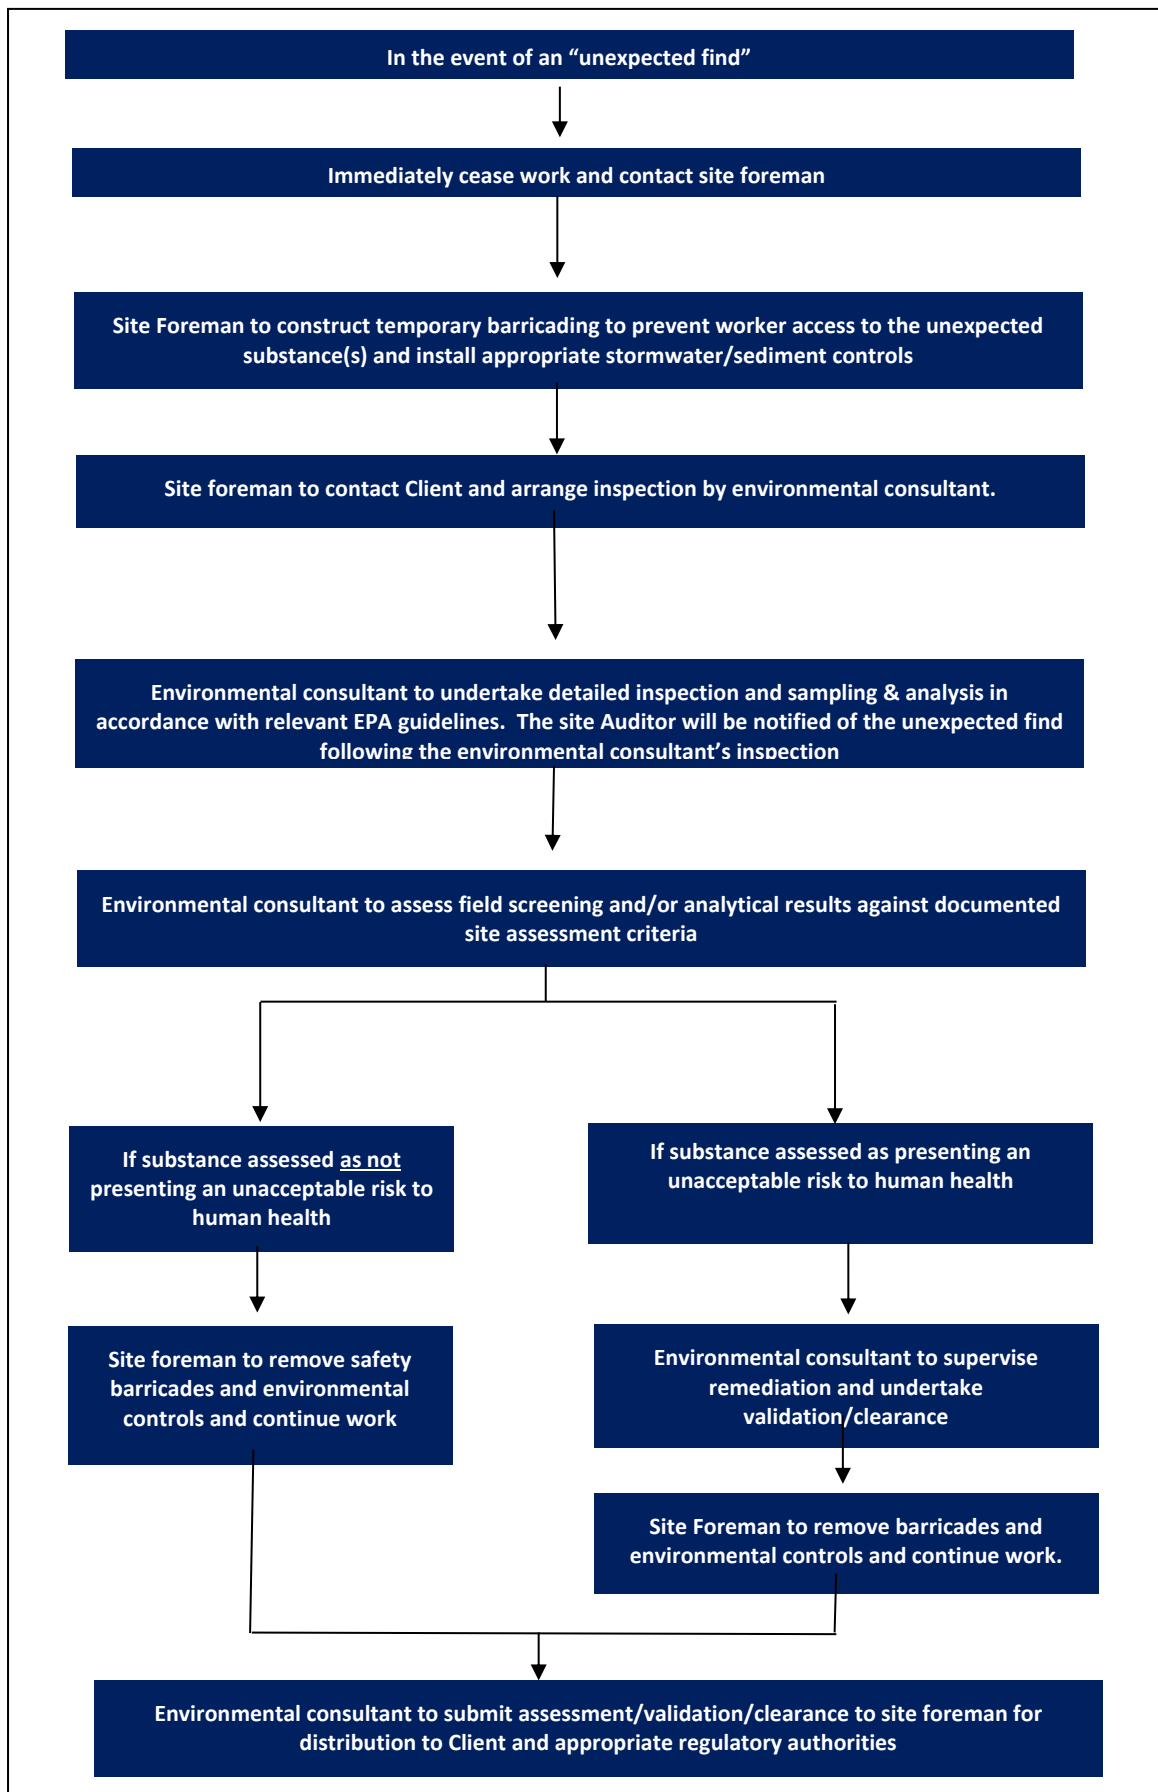 In the event of an “unexpected find”
Immediately cease work and contact site foreman
Site Foreman to construct temporary barricading to prevent worker access to the unexpected
substance(s) and install appropriate stormwater/sediment controls
Site foreman to contact Client and arrange inspection by environmental consultant.
Environmental consultant to undertake detailed inspection and sampling & analysis in
accordance with relevant EPA guidelines.  The site Auditor will be notified of the unexpected find
following the environmental consultant’s inspection
Environmental consultant to assess field screening and/or analytical results against documented
site assessment criteria
If substance assessed as not
presenting an unacceptable risk to
human health
If substance assessed as presenting an
unacceptable risk to human health
Site foreman to remove safety
barricades and environmental
controls and continue work
Environmental consultant to supervise
remediation and undertake
validation/clearance
Site Foreman to remove barricades and
environmental controls and continue work.
Environmental consultant to submit assessment/validation/clearance to site foreman for
distribution to Client and appropriate regulatory authorities